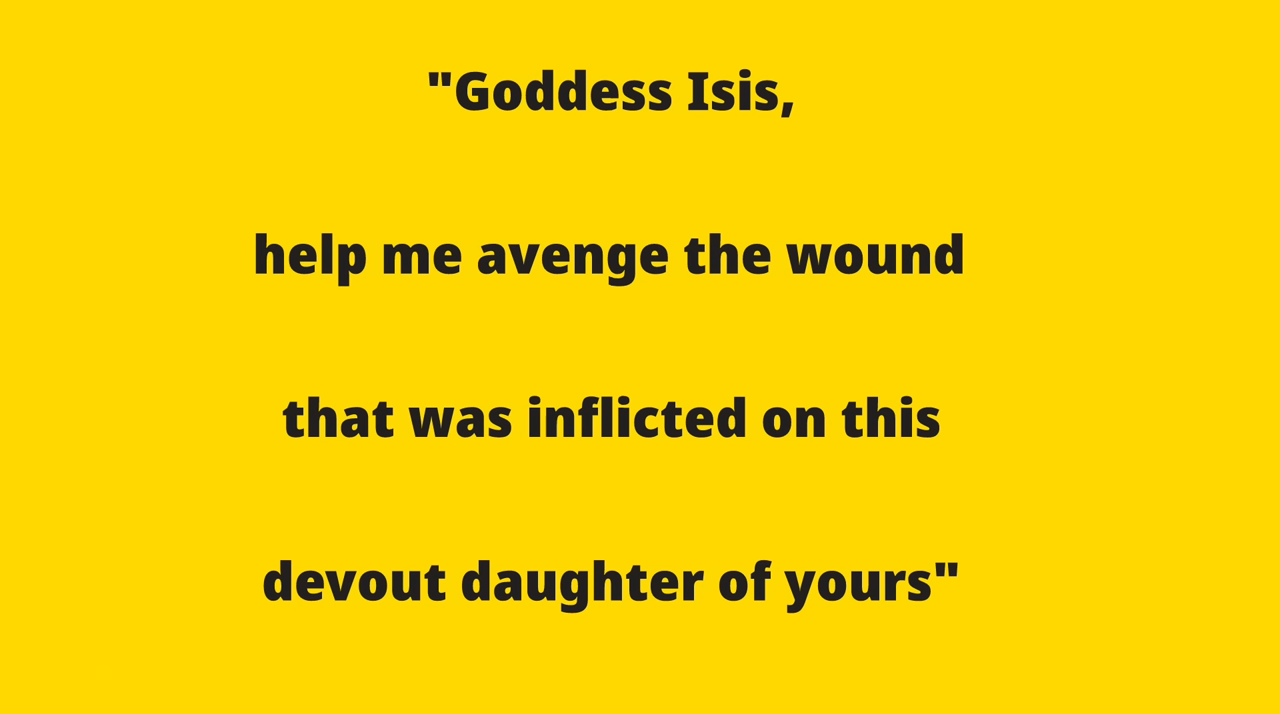 "Goddess Isis,
help me avenge the wound
that was inflicted on this
devout daughter of yours"